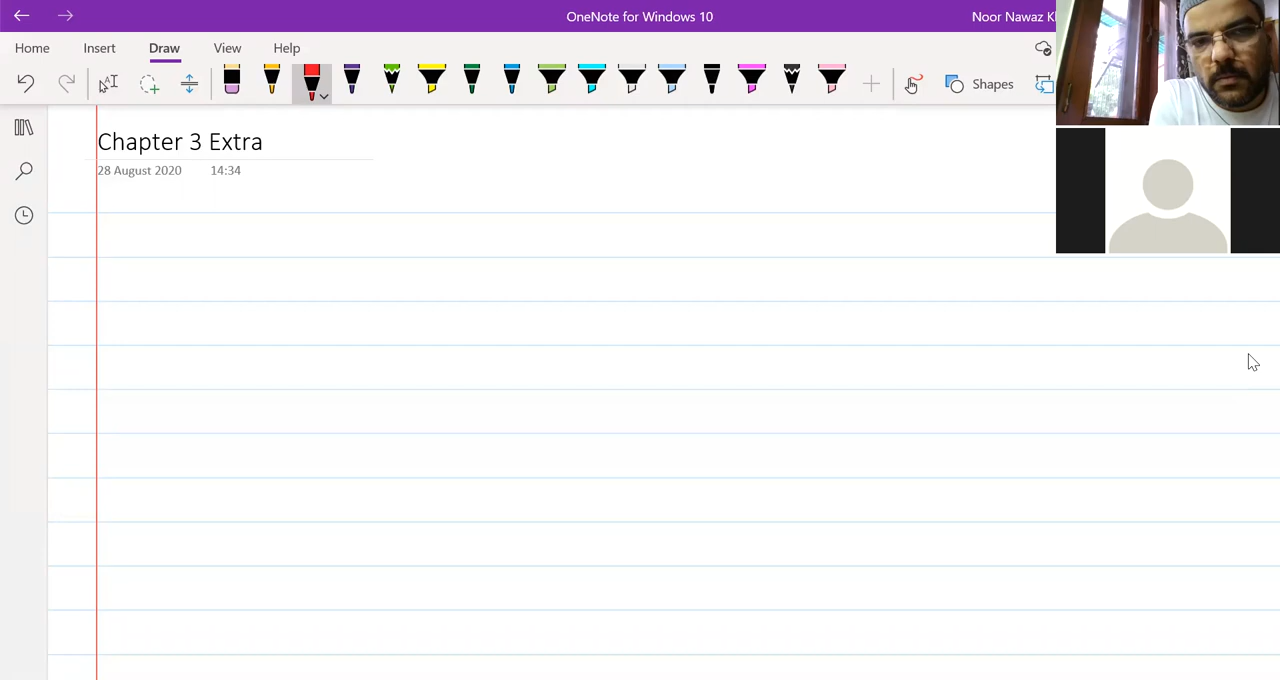 OneNote for Windows 10
Noor Nawaz Kh
Home Insert Draw View Help
Shapes
Chapter 3 Extra
28 August 2020 14:34